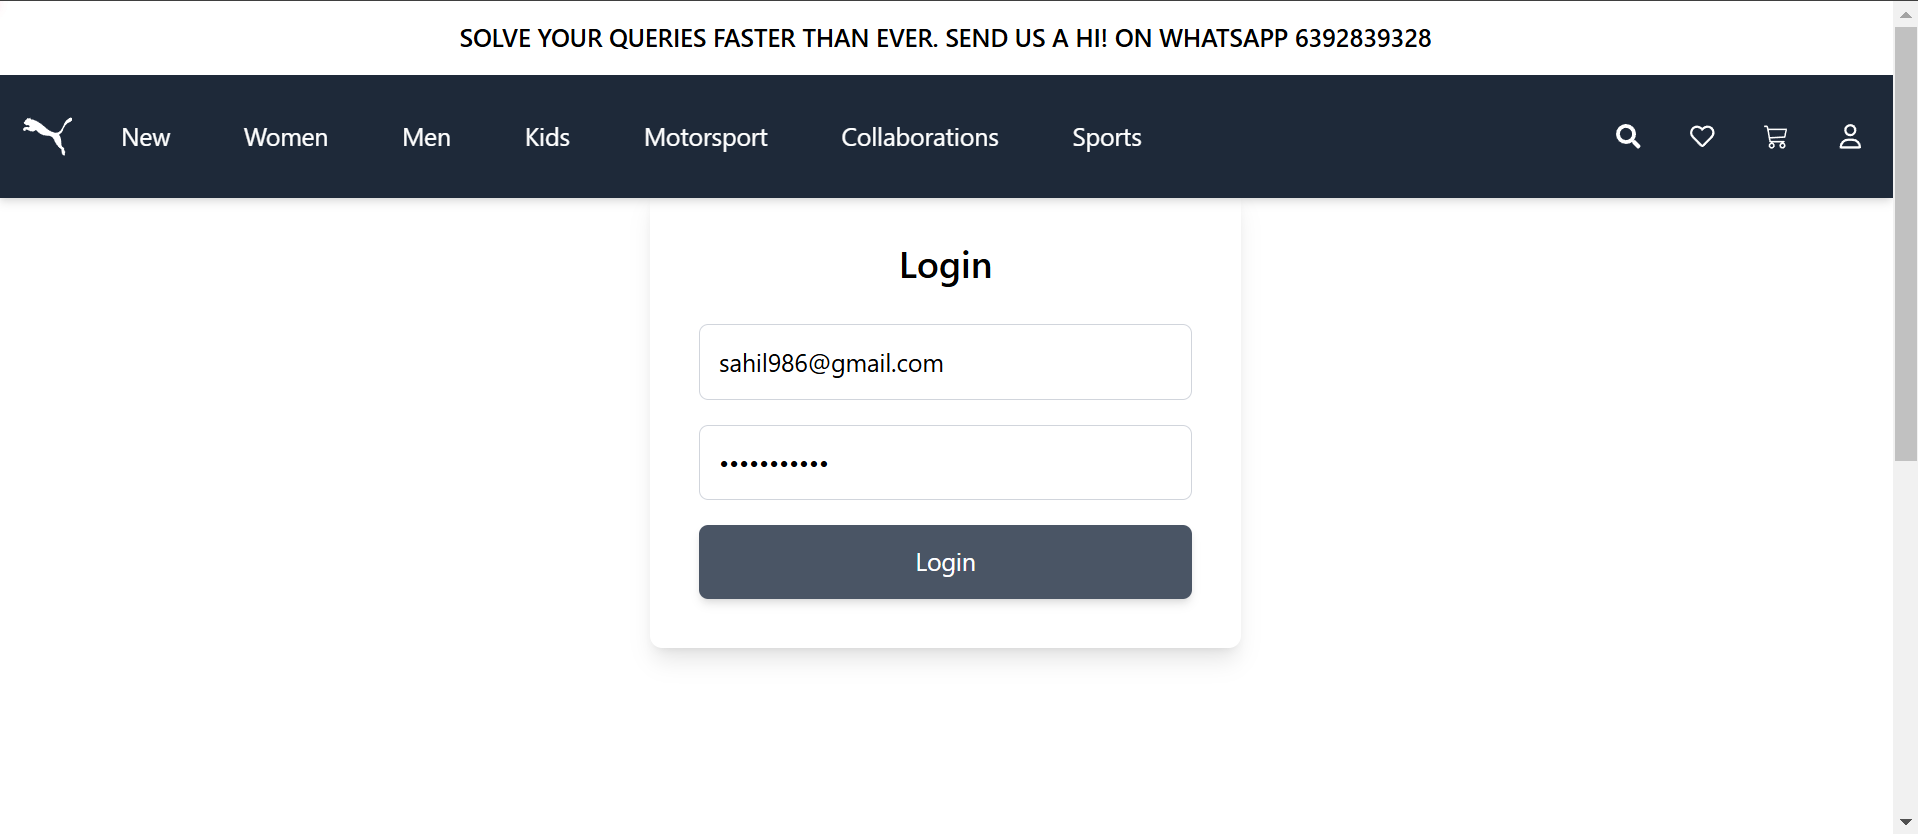 SOLVE YOUR QUERIES FASTER THAN EVER. SEND US A HI! ON WHATSAPP 6392839328
New Women Men Kids Motorsport Collaborations Sports
Login
sahil986@gmail.com
•••••••••••
Login